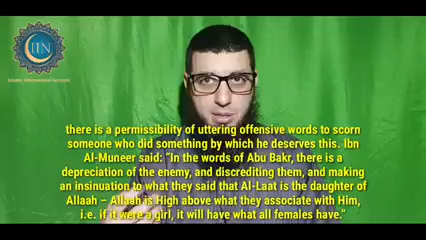 IIN
Islamic International Network
there is a permissibility of uttering offensive words to scorn
someone who did something by which he deserves this. Ibn
Al-Muneer said: “In the words of Abu Bakr, there is a
depreciation of the enemy, and discrediting them, and making
an insinuation to what they said that Al-Laat is the daughter of
Allaah – Allaah is High above what they associate with Him,
i.e. if it were a girl, it will have what all females have.”